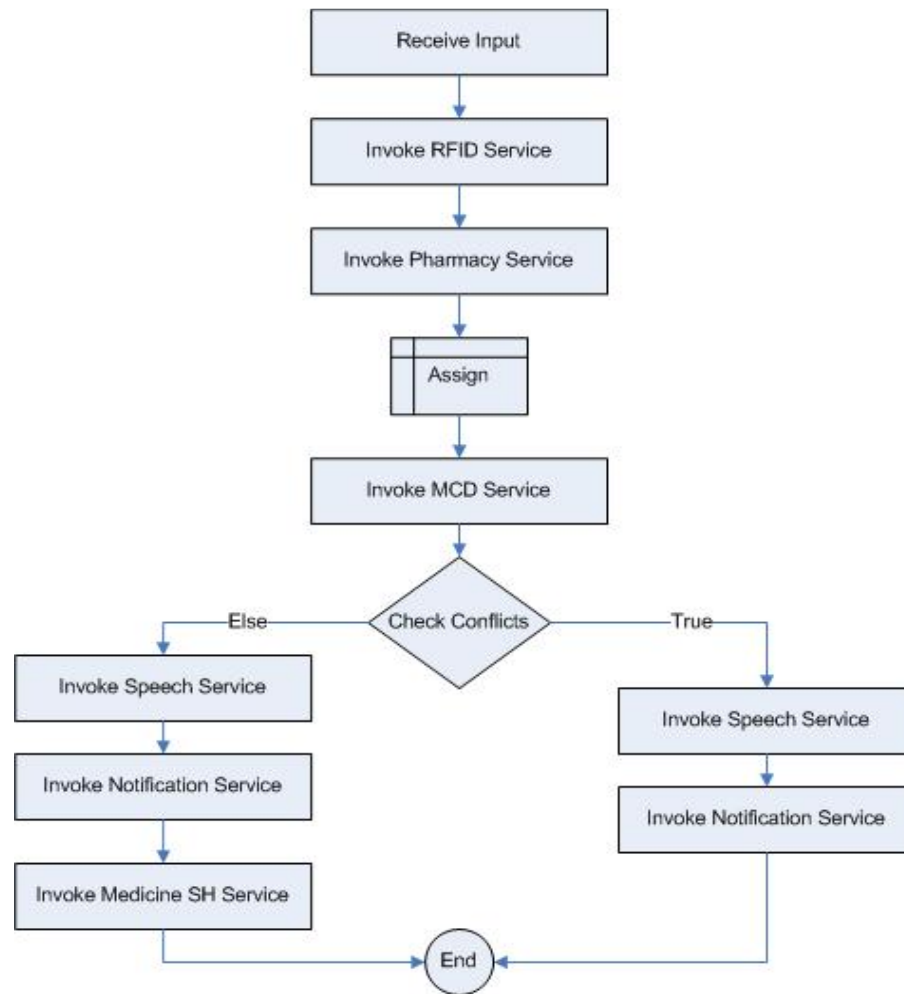 Receive Input
Invoke RFID Service
Invoke Pharmacy Service
Assign
Invoke MCD Service
Check Conflicts
Else
True
Invoke Speech Service
Invoke Notification Service
Invoke Medicine SH Service
Invoke Speech Service
Invoke Notification Service
End